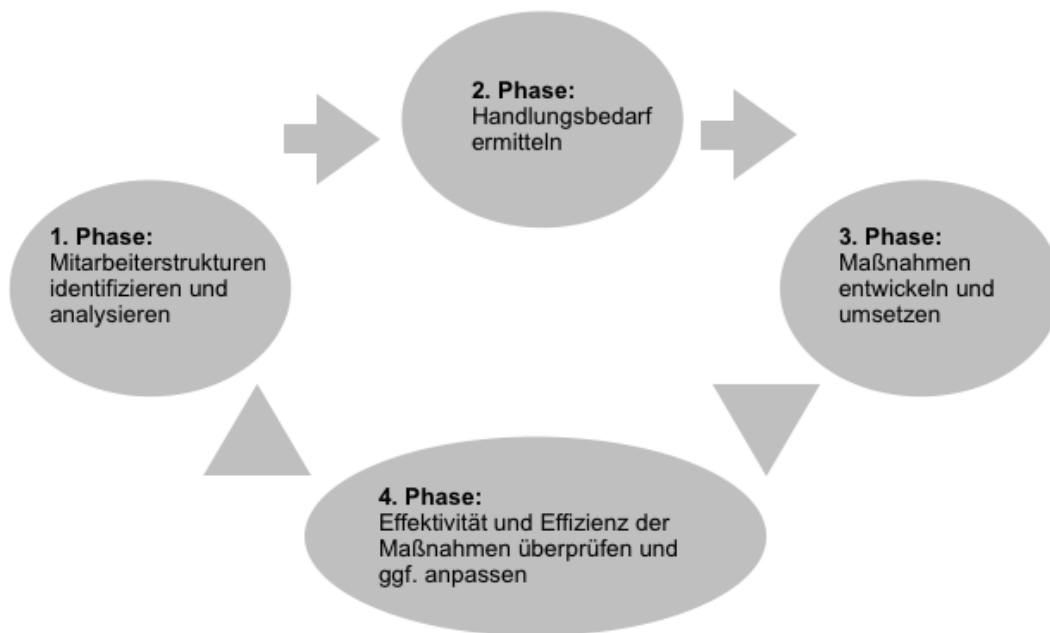 1. Phase:
Mitarbeiterstrukturen
identifizieren und
analysieren
2. Phase:
Handlungsbedarf
ermitteln
3. Phase:
Maßnahmen
entwickeln und
umsetzen
4. Phase:
Effektivität und Effizienz der
Maßnahmen überprüfen und
ggf. anpassen